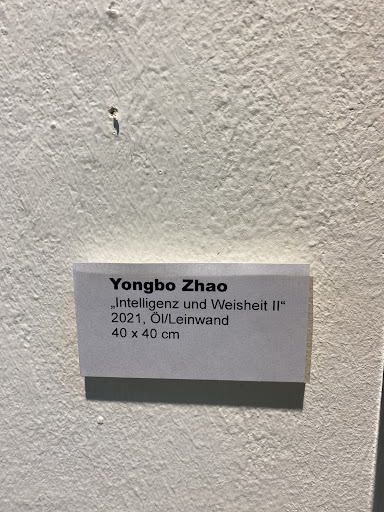 Yongbo Zhao
„Intelligenz und Weisheit II“
2021, Öl/Leinwand
40 x 40 cm